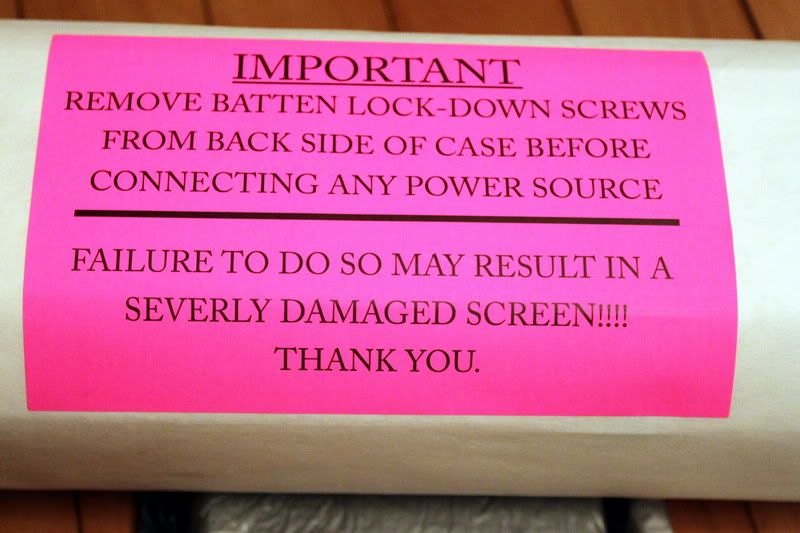 IMPORTANT
REMOVE BATTEN LOCK-DOWN SCREWS
FROM BACK SIDE OF CASE BEFORE
CONNECTING ANY POWER SOURCE
FAILURE TO DO SO MAY RESULT IN A
SEVERLY DAMAGED SCREEN!!!!
THANK YOU.